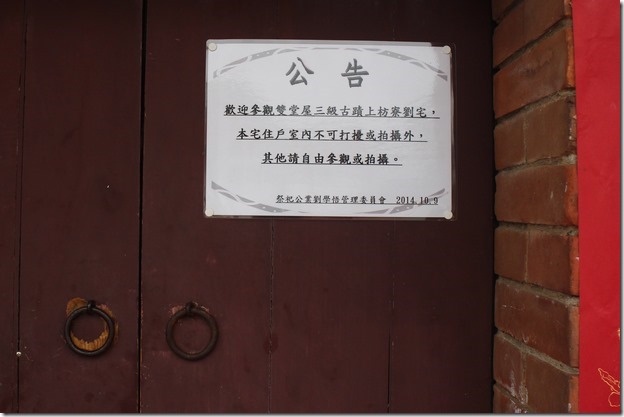 公告
歡迎參觀雙堂屋三級古蹟上枋寮劉宅，
本宅住戶室內不可打擾或拍攝外，
其他請自由參觀或拍攝。
祭祀公業劉學悟管理委員會 2014.10.9